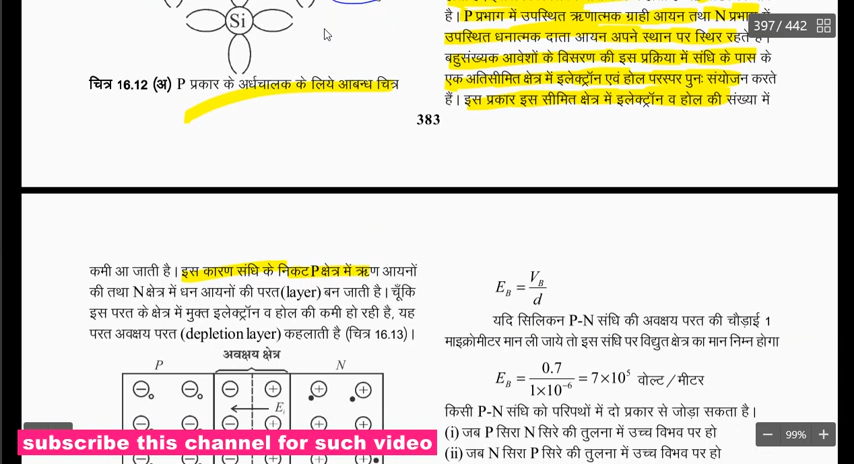 Si
चित्र 16.12 (अ) P प्रकार के अर्धचालक के लिये आबन्ध चित्र
है। P प्रभाग में उपस्थित ऋणात्मक ग्राही आयन तथा N प्रभाग में
उपस्थित धनात्मक दाता आयन अपने स्थान पर स्थिर रहते हैं।
बहुसंख्यक आवेशों के विसरण की इस प्रक्रिया में संधि के पास के
एक अतिसीमित क्षेत्र में इलेक्ट्रॉन एवं होल परस्पर पुनः संयोजन करते
हैं। इस प्रकार इस सीमित क्षेत्र में इलेक्ट्रॉन व होल की संख्या में
397 / 442
383
कमी आ जाती है। इस कारण संधि के निकट P क्षेत्र में ऋण आयनों
की तथा N क्षेत्र में धन आयनों की परत(layer) बन जाती है। चूँकि
इस परत के क्षेत्र में मुक्त इलेक्ट्रॉन व होल की कमी हो रही है, यह
परत अवक्षय परत (depletion layer) कहलाती है (चित्र 16.13)।
अवक्षय क्षेत्र
P N
E_i
E_B = V_B / d
यदि सिलिकन P-N संधि की अवक्षय परत की चौड़ाई 1
माइक्रोमीटर मान ली जाये तो इस संधि पर विद्युत क्षेत्र का मान निम्न होगा
E_B = 0.7 / 1×10⁻⁶ = 7×10⁵ वोल्ट / मीटर
किसी P-N संधि को परिपथों में दो प्रकार से जोड़ा सकता है।
(i) जब P सिरा N सिरे की तुलना में उच्च विभव पर हो
(ii) जब N सिरा P सिरे की तुलना में उच्च विभव पर हो
99%
subscribe this channel for such video